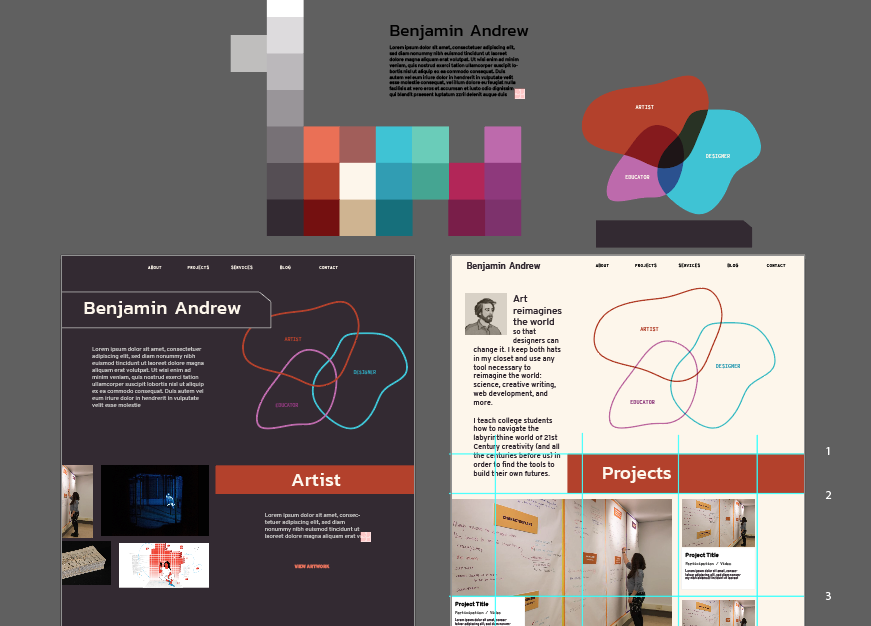 Benjamin Andrew
Lorem ipsum dolor sit amet, consectetuer adipiscing elit,
sed diam nonummy nibh euismod tincidunt ut laoreet dolore
magna aliquam erat volutpat. Ut wisi enim ad minim veniam,
quis nostrud exerci tation ullamcorper suscipit lo-
bortis nisl ut aliquip ex ea commodo consequat. Duis
autem vel eum iriure dolor in hendrerit in vulputate velit
esse molestie consequat, vel illum dolore eu feugiat nulla
facilisis at vero eros et accumsan et iusto odio dignissim
qui blandit praesent luptatum zzril delenit augue duis
ARTIST
DESIGNER
EDUCATOR
ABOUT
PROJECTS
SERVICES
BLOG
CONTACT
Benjamin Andrew
Lorem ipsum dolor sit amet, consectetuer
adipiscing elit, sed diam nonummy nibh
euismod tincidunt ut laoreet dolore magna
aliquam erat volutpat. Ut wisi enim ad
minim veniam, quis nostrud exerci tation
ullamcorper suscipit lobortis nisl ut aliquip
ex ea commodo consequat. Duis autem vel
eum iriure dolor in hendrerit in vulputate
velit esse molestie
ARTIST
DESIGNER
EDUCATOR
Artist
Lorem ipsum dolor sit amet, consec-
tetuer adipiscing elit, sed diam
nonummy nibh euismod tincidunt ut
laoreet dolore magna aliquam erat v
VIEW ARTWORK
Benjamin Andrew
ABOUT
PROJECTS
SERVICES
BLOG
CONTACT
Art
reimagines
the world
so that
designers can
change it. I keep both hats
in my closet and use any
tool necessary to
reimagine the world:
science, creative writing,
web development, and
more.
I teach college students
how to navigate the
labyrinthine world of 21st
Century creativity (and all
the centuries before us) in
order to find the tools to
build their own futures.
ARTIST
DESIGNER
EDUCATOR
1
Projects
2
Project Title
Participation / Video
3
Project Title
Participation / Video